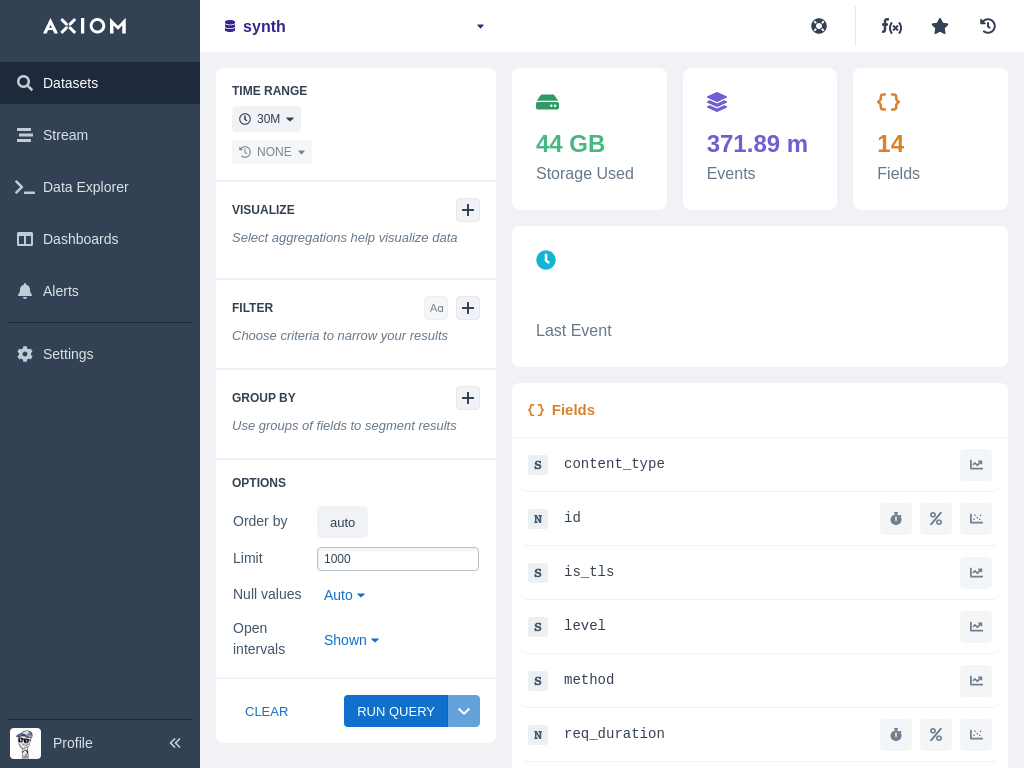 AXIOM
Datasets
Stream
Data Explorer
Dashboards
Alerts
Settings
Profile
synth
f(x)
TIME RANGE
30M
NONE
VISUALIZE
Select aggregations help visualize data
FILTER
Aa
Choose criteria to narrow your results
GROUP BY
Use groups of fields to segment results
OPTIONS
Order by auto
Limit 1000
Null values Auto
Open intervals Shown
CLEAR RUN QUERY
44 GB
Storage Used
371.89 m
Events
14
Fields
Last Event
{} Fields
S content_type
N id %
S is_tls
S level
S method
N req_duration %